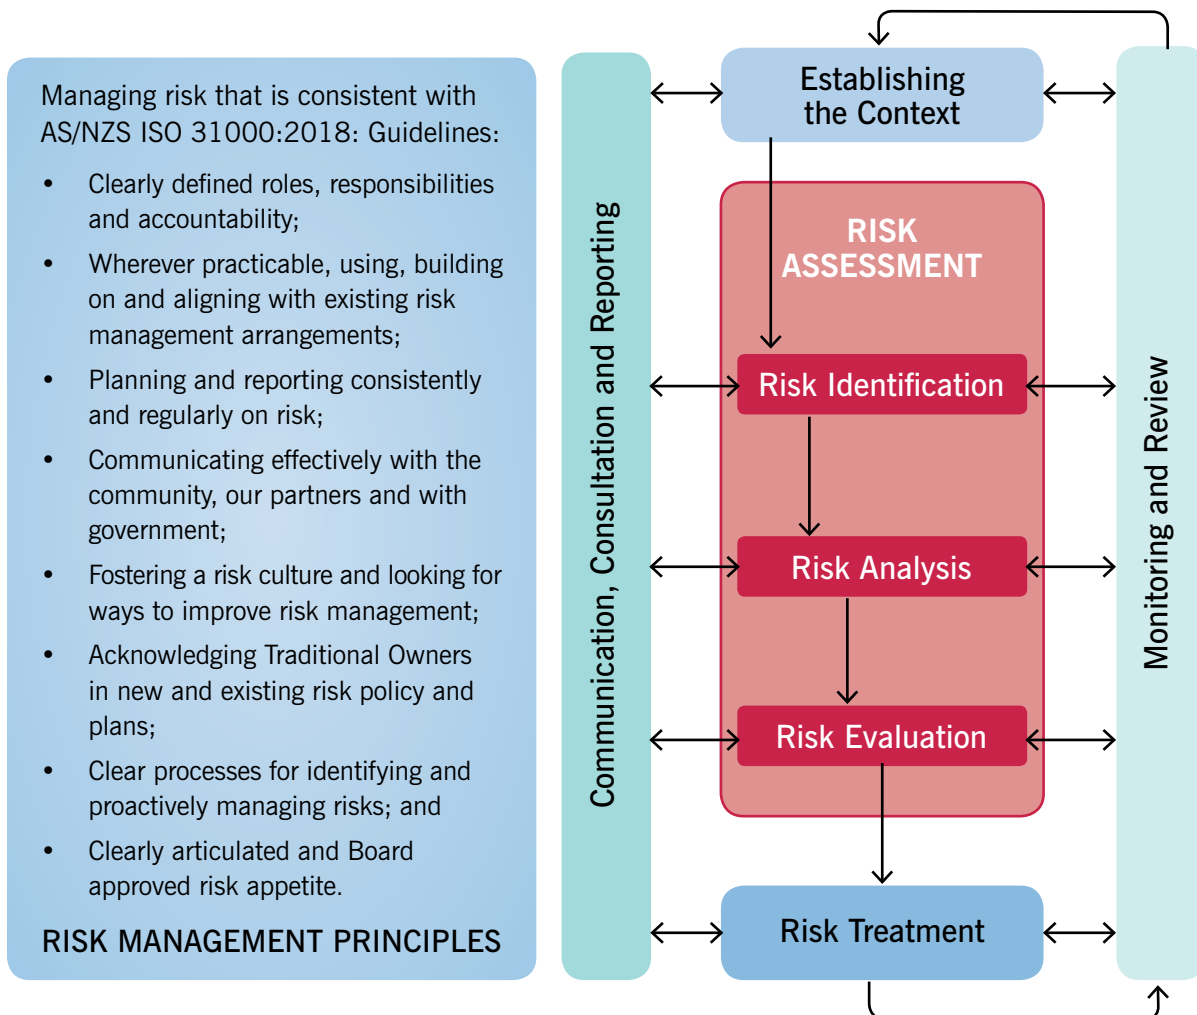 Managing risk that is consistent with
AS/NZS ISO 31000:2018: Guidelines:
• Clearly defined roles, responsibilities
and accountability;
• Wherever practicable, using, building
on and aligning with existing risk
management arrangements;
• Planning and reporting consistently
and regularly on risk;
• Communicating effectively with the
community, our partners and with
government;
• Fostering a risk culture and looking for
ways to improve risk management;
• Acknowledging Traditional Owners
in new and existing risk policy and
plans;
• Clear processes for identifying and
proactively managing risks; and
• Clearly articulated and Board
approved risk appetite.
RISK MANAGEMENT PRINCIPLES
Communication, Consultation and Reporting
Establishing
the Context
RISK
ASSESSMENT
Risk Identification
Risk Analysis
Risk Evaluation
Risk Treatment
Monitoring and Review